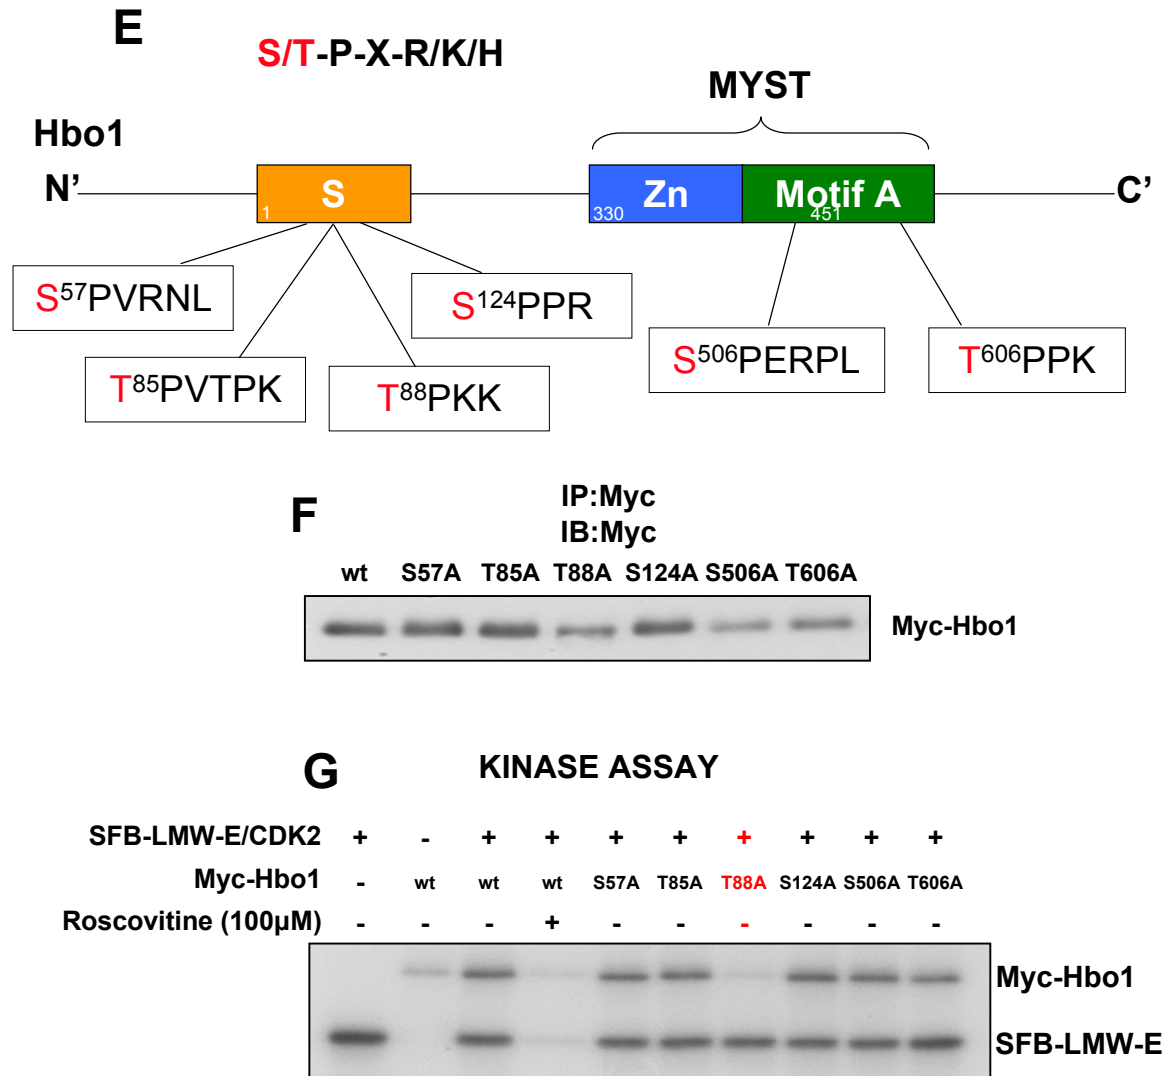 E
S/T-P-X-R/K/H
MYST
Hbo1
N’ S Zn Motif A C’
1 330 451
S57PVRNL S124PPR
S506PERPL T606PPK
T85PVTPK T88PKK
F
IP:Myc
IB:Myc
wt S57A T85A T88A S124A S506A T606A
Myc-Hbo1
G KINASE ASSAY
SFB-LMW-E/CDK2 + - + + + + + + + +
Myc-Hbo1 - wt wt wt S57A T85A T88A S124A S506A T606A
Roscovitine (100µM) - - - + - - - - - -
Myc-Hbo1
SFB-LMW-E